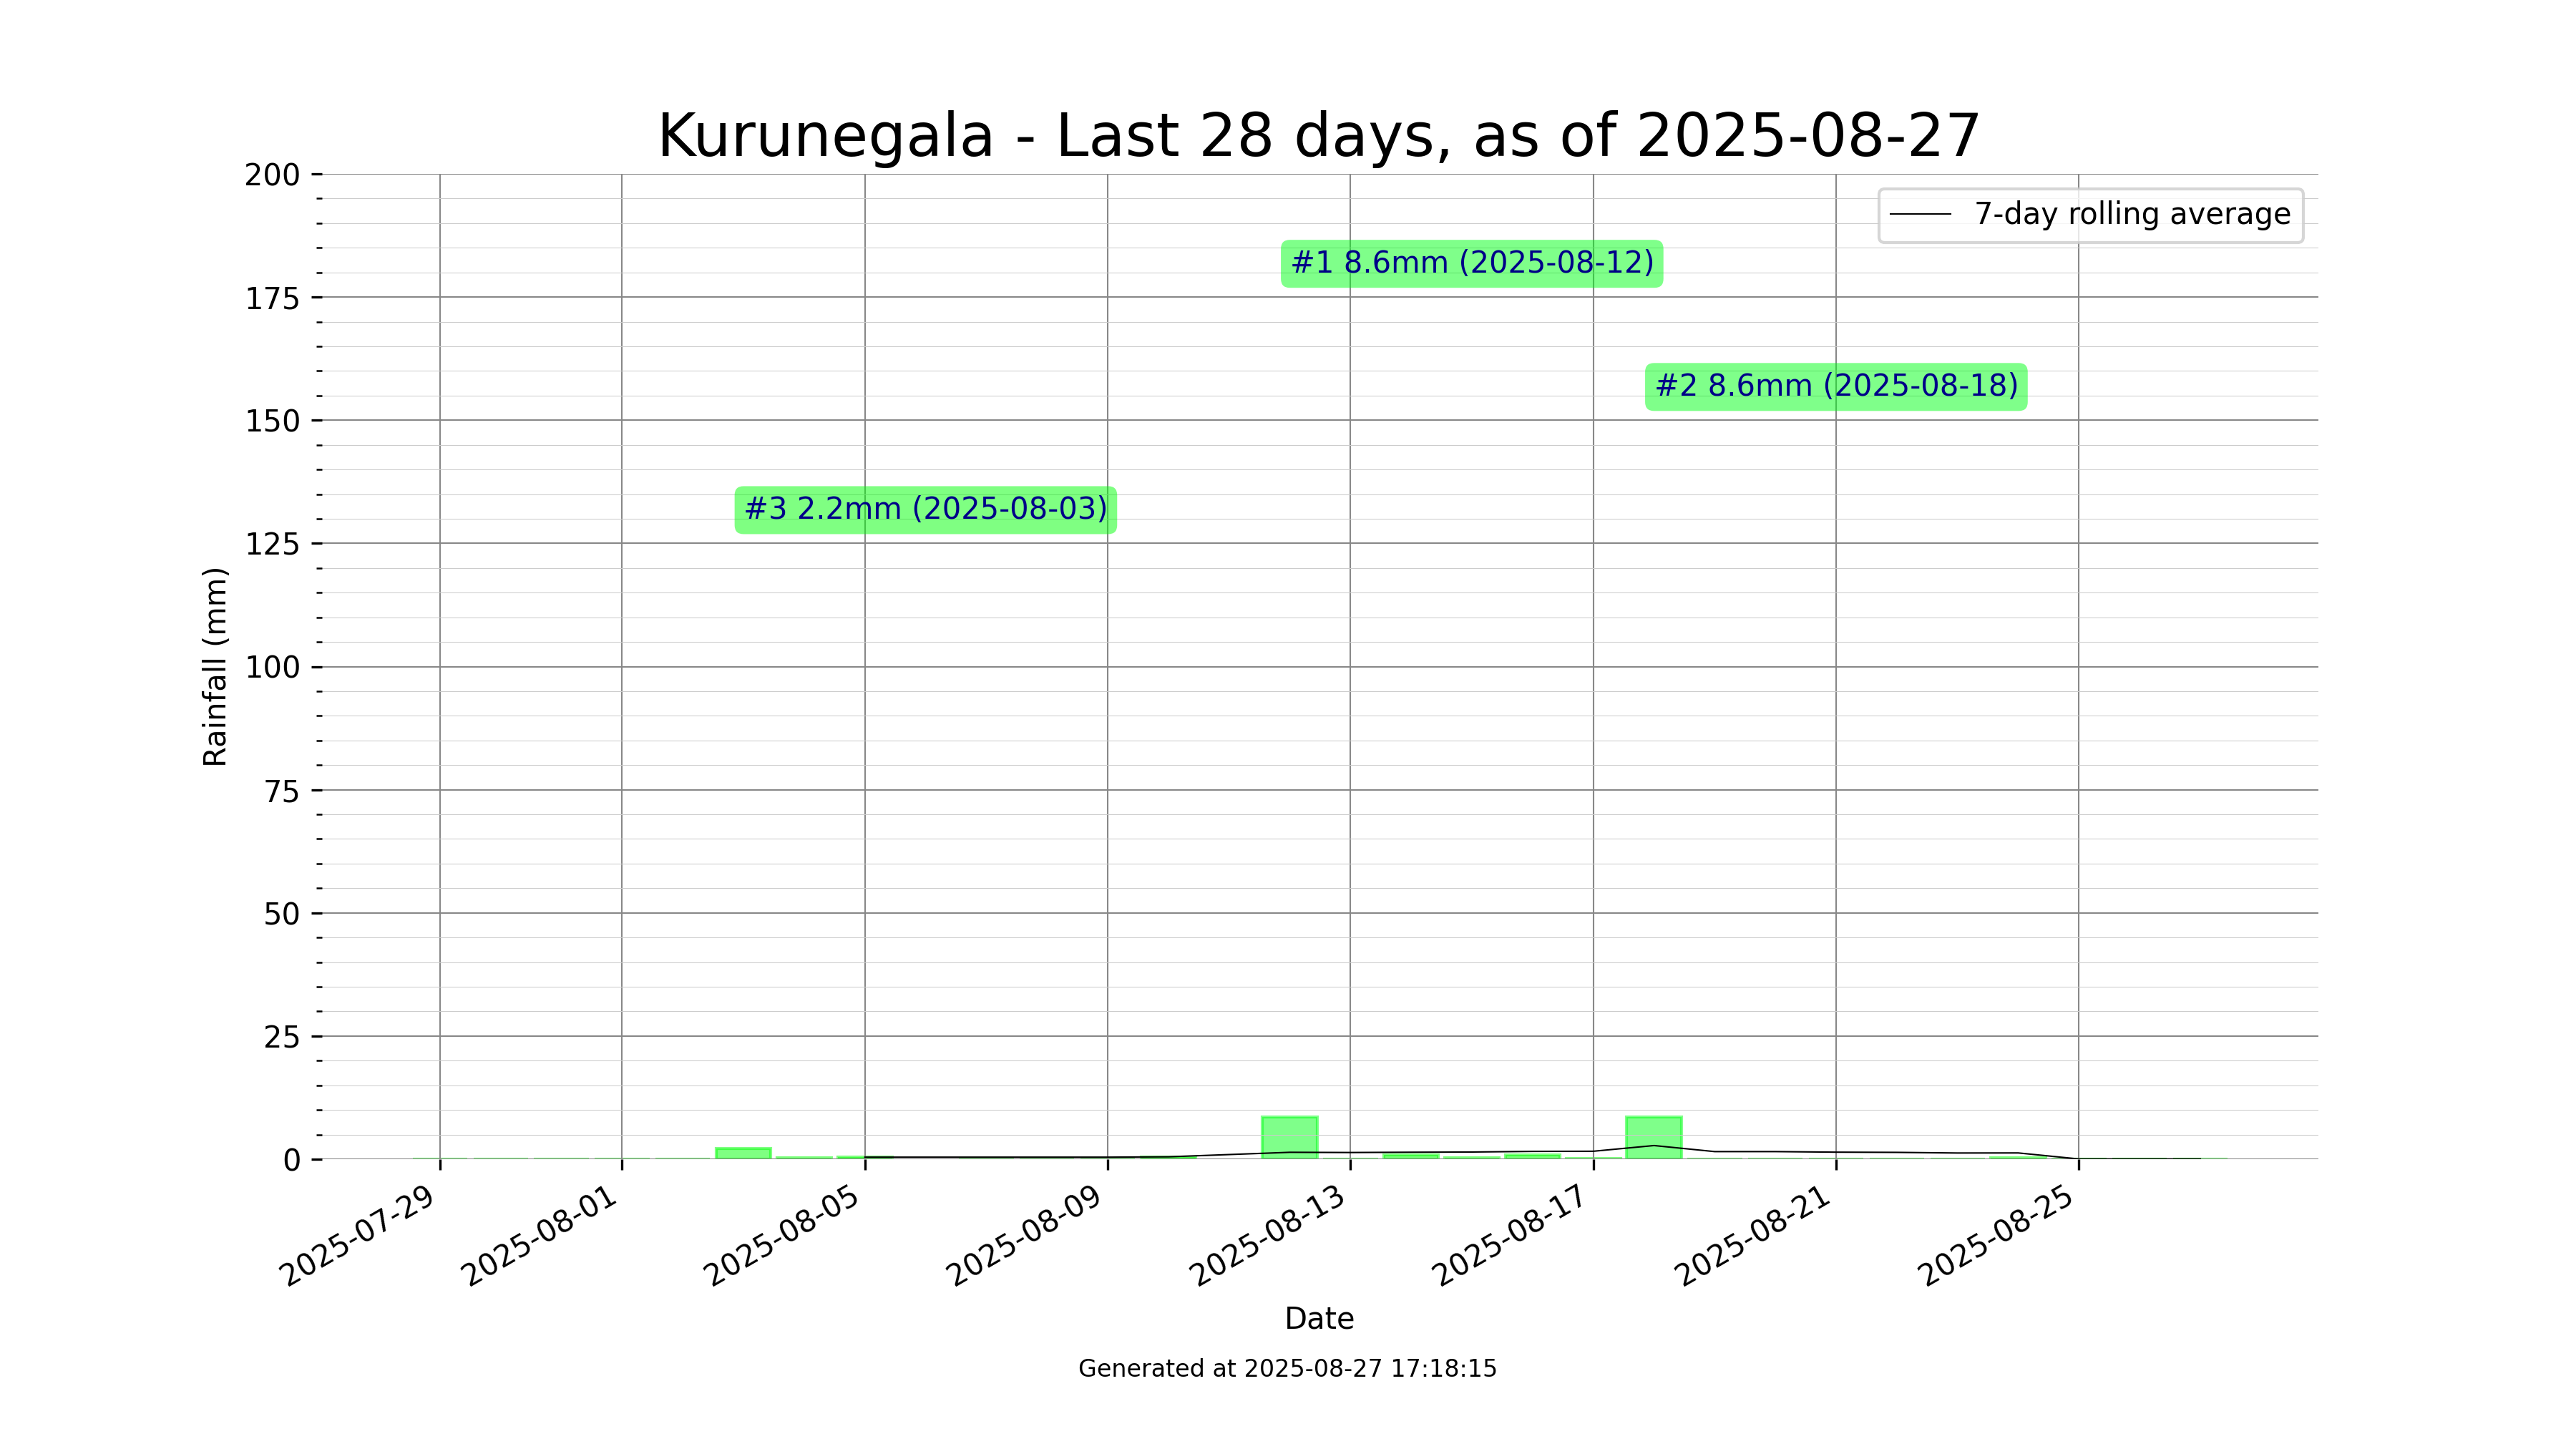 Kurunegala - Last 28 days, as of 2025-08-27
7-day rolling average
#1 8.6mm (2025-08-12)
#2 8.6mm (2025-08-18)
#3 2.2mm (2025-08-03)
Rainfall (mm)
200
175
150
125
100
75
50
25
0
2025-07-29
2025-08-01
2025-08-05
2025-08-09
2025-08-13
2025-08-17
2025-08-21
2025-08-25
Date
Generated at 2025-08-27 17:18:15